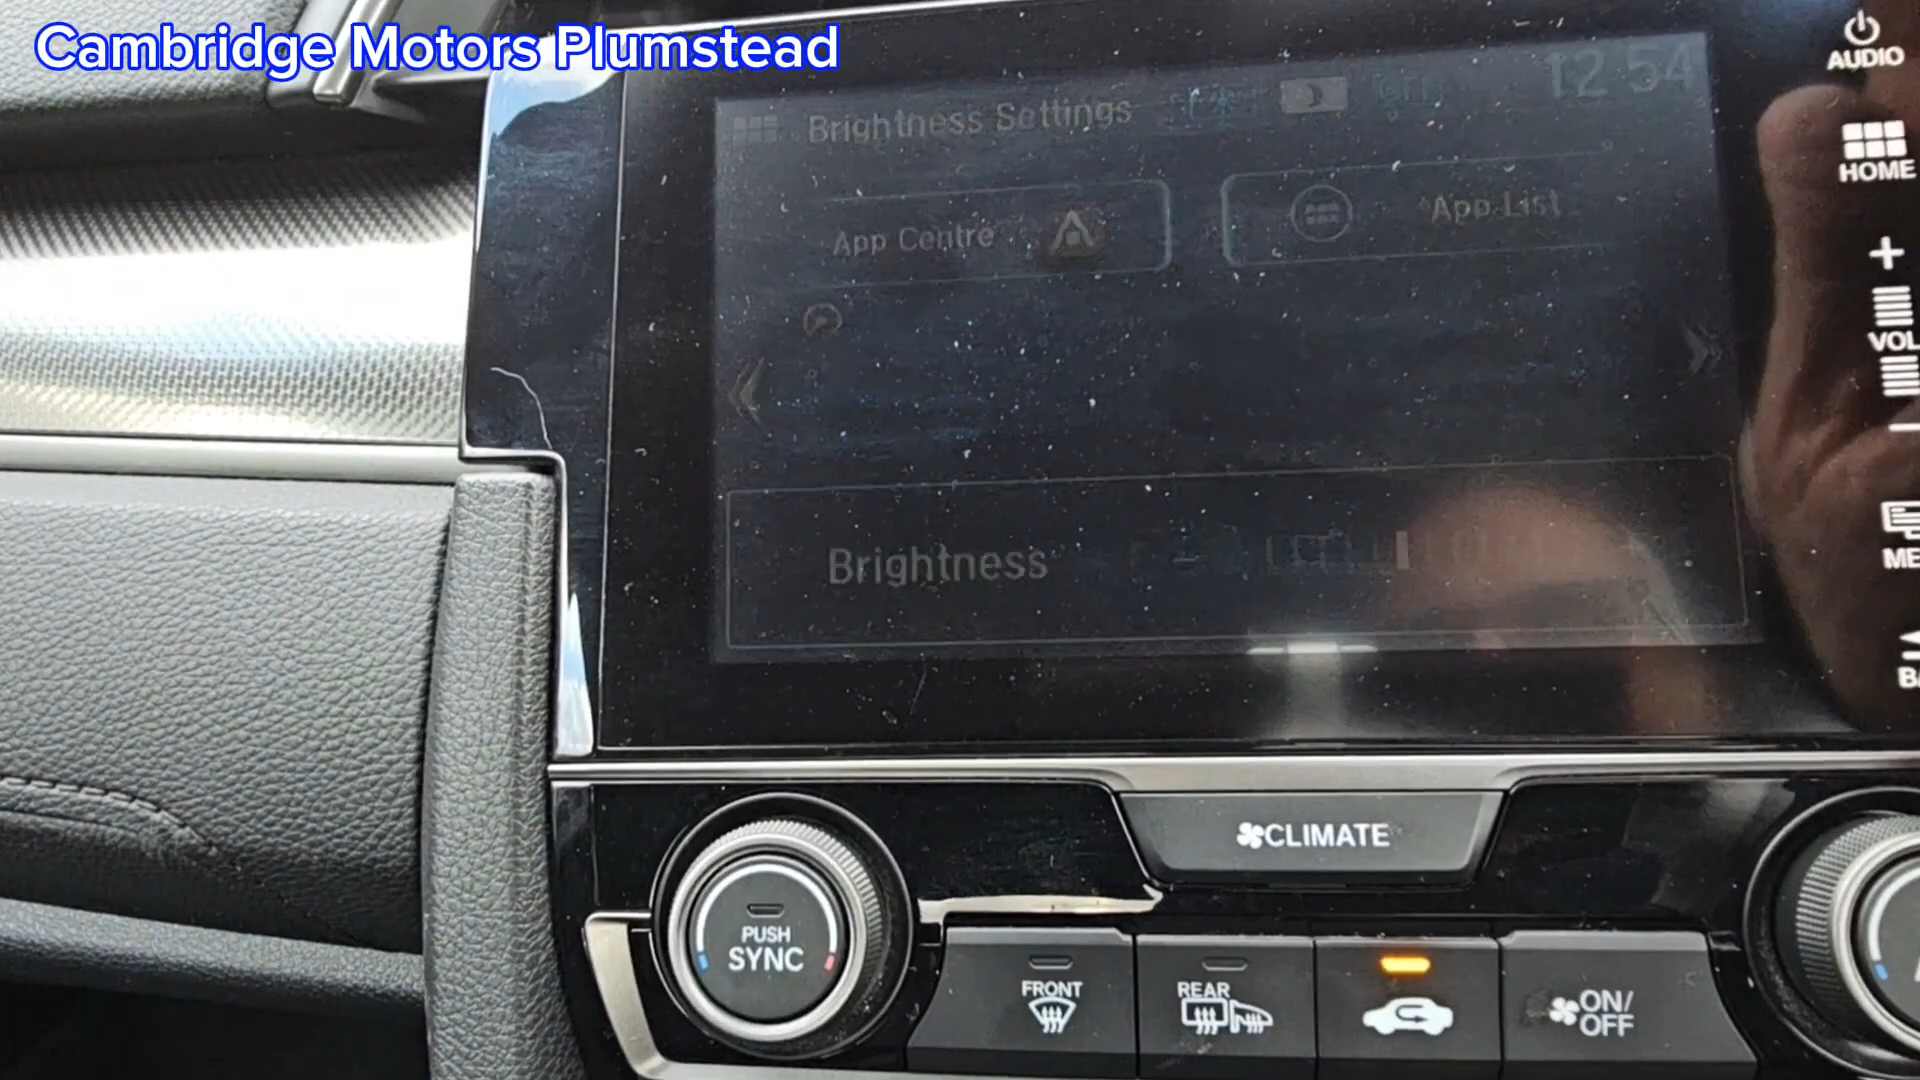 Cambridge Motors Plumstead
AUDIO
12 54
Brightness Settings
HOME
App Centre
App List
VOL
Brightness
CLIMATE
PUSH
SYNC
FRONT
REAR
ON/
OFF